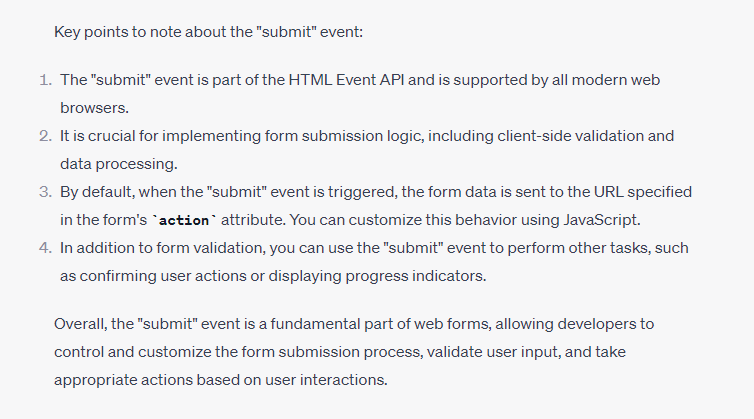 Key points to note about the "submit" event:
1. The "submit" event is part of the HTML Event API and is supported by all modern web
browsers.
2. It is crucial for implementing form submission logic, including client-side validation and
data processing.
3. By default, when the "submit" event is triggered, the form data is sent to the URL specified
in the form's `action` attribute. You can customize this behavior using JavaScript.
4. In addition to form validation, you can use the "submit" event to perform other tasks, such
as confirming user actions or displaying progress indicators.
Overall, the "submit" event is a fundamental part of web forms, allowing developers to
control and customize the form submission process, validate user input, and take
appropriate actions based on user interactions.